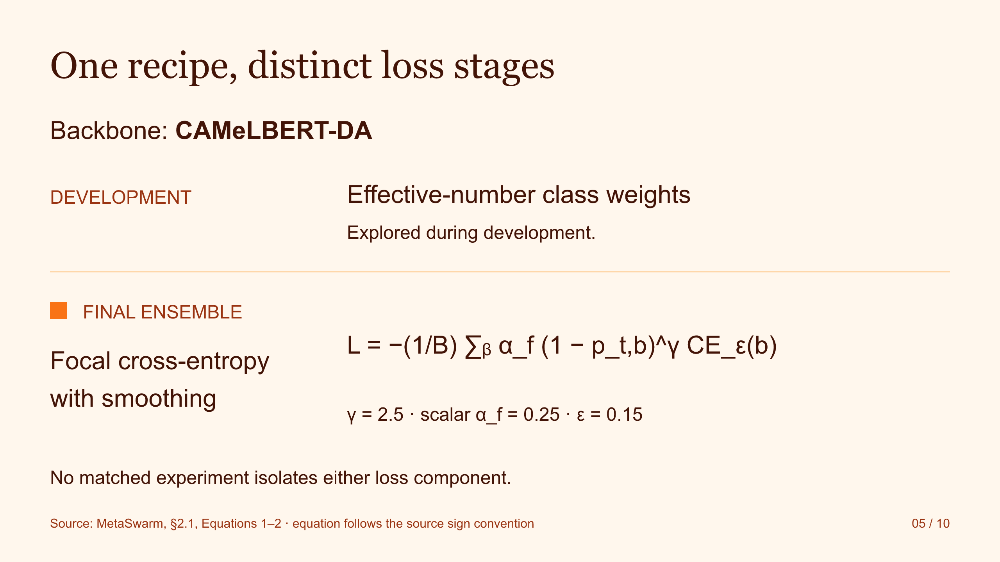 One recipe, distinct loss stages
Backbone: CAMeLBERT-DA
DEVELOPMENT
Effective-number class weights
Explored during development.
FINAL ENSEMBLE
Focal cross-entropy
with smoothing
L = −(1/B) ∑ᵦ α_f (1 − p_t,b)^γ CE_ε(b)
γ = 2.5 · scalar α_f = 0.25 · ε = 0.15
No matched experiment isolates either loss component.
Source: MetaSwarm, §2.1, Equations 1–2 · equation follows the source sign convention
05 / 10